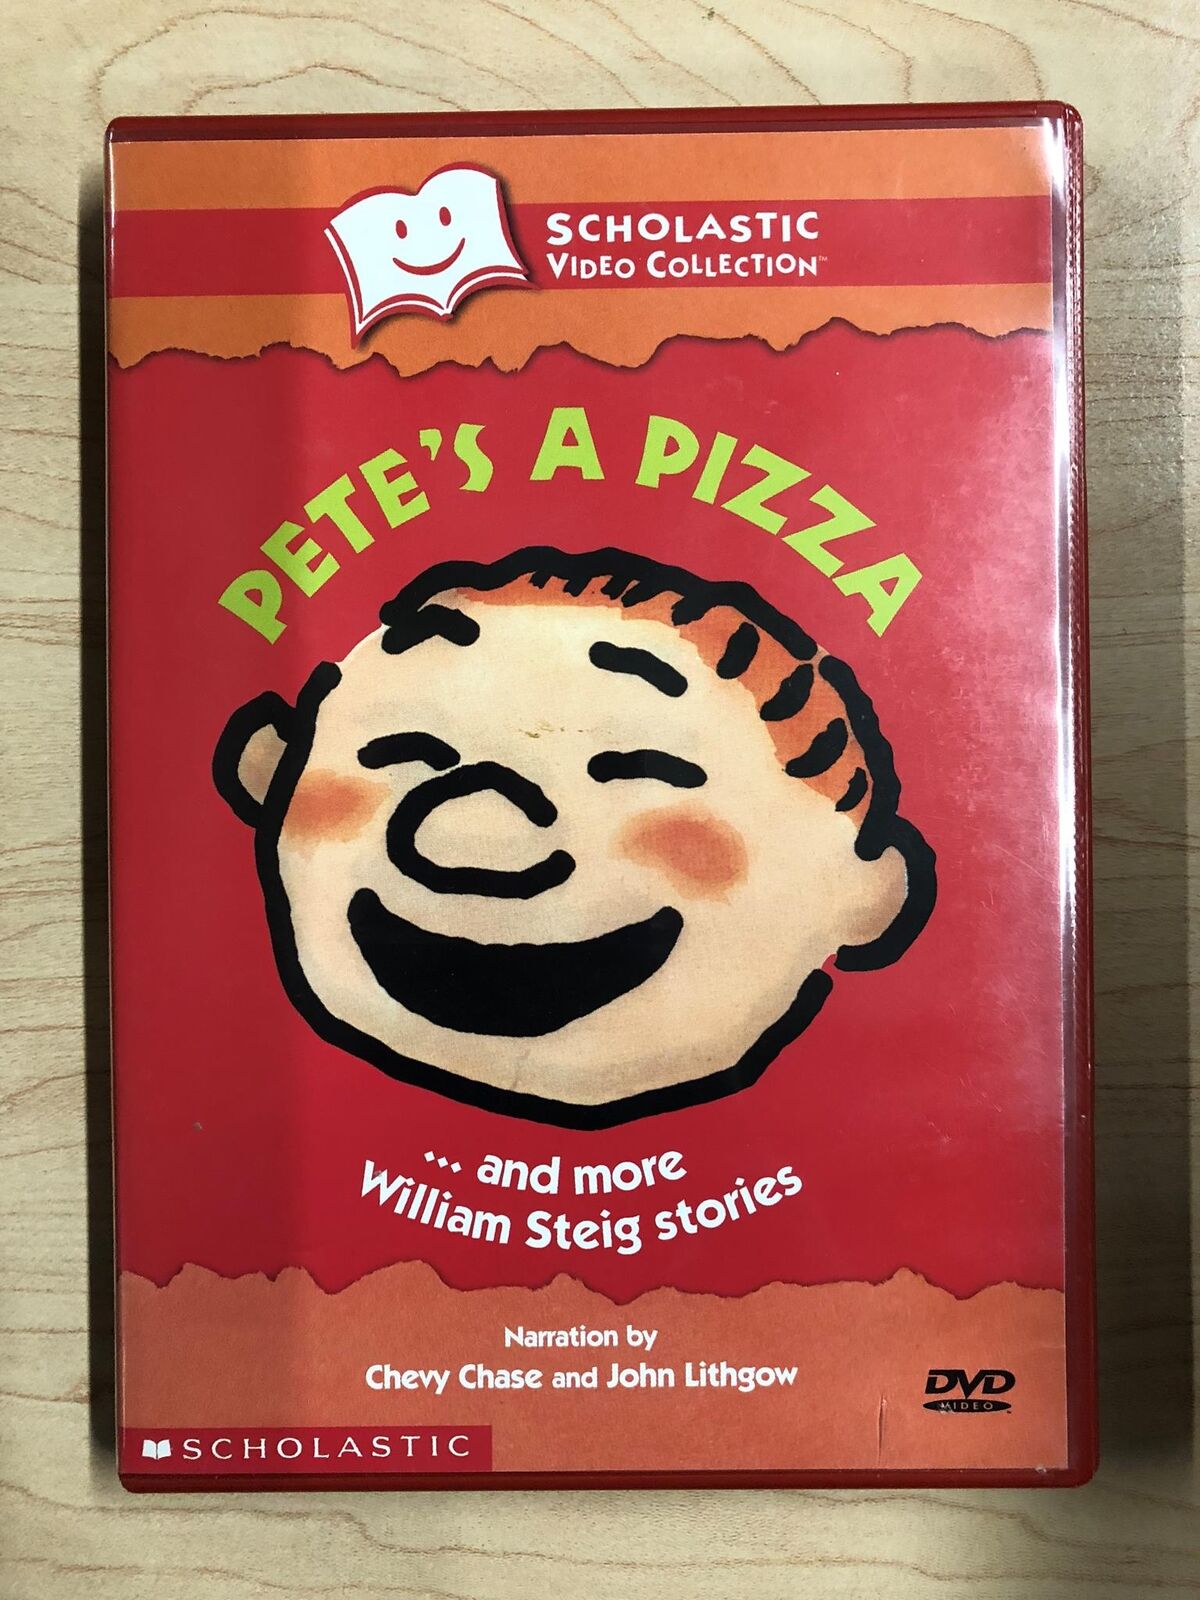 SCHOLASTIC
VIDEO COLLECTION™
PETE'S A PIZZA
... and more
William Steig stories
Narration by
Chevy Chase and John Lithgow
DVD
VIDEO
SCHOLASTIC